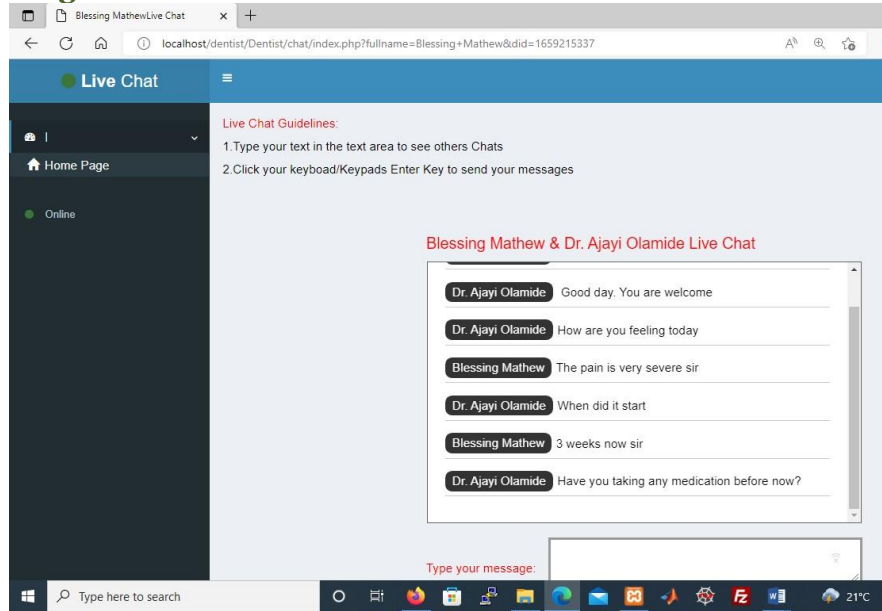 Blessing MathewLive Chat
localhost/dentist/Dentist/chat/index.php?fullname=Blessing+Mathew&did=1659215337
Live Chat
Live Chat Guidelines:
1.Type your text in the text area to see others Chats
2.Click your keyboad/Keypads Enter Key to send your messages
Home Page
Online
Blessing Mathew & Dr. Ajayi Olamide Live Chat
Dr. Ajayi Olamide Good day. You are welcome
Dr. Ajayi Olamide How are you feeling today
Blessing Mathew The pain is very severe sir
Dr. Ajayi Olamide When did it start
Blessing Mathew 3 weeks now sir
Dr. Ajayi Olamide Have you taking any medication before now?
Type your message:
Type here to search
21°C